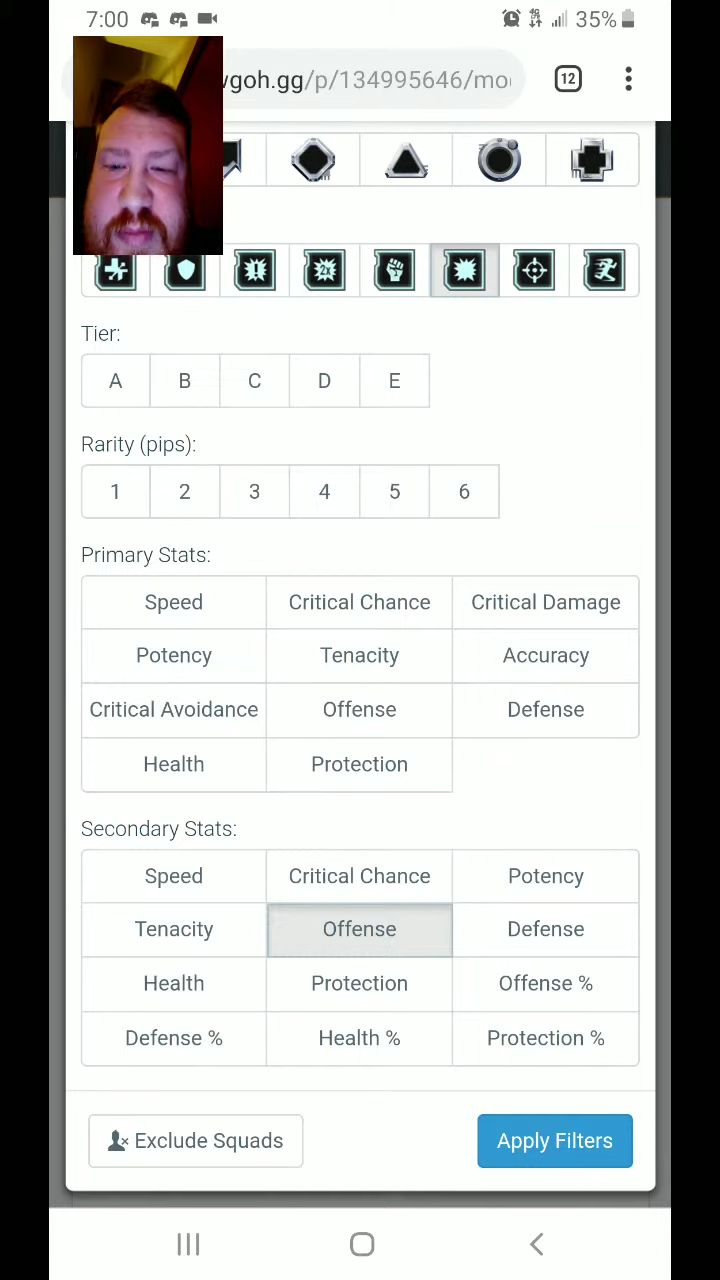 7:00 35%
wgoh.gg/p/134995646/mo 12
Tier:
A B C D E
Rarity (pips):
1 2 3 4 5 6
Primary Stats:
Speed Critical Chance Critical Damage
Potency Tenacity Accuracy
Critical Avoidance Offense Defense
Health Protection
Secondary Stats:
Speed Critical Chance Potency
Tenacity Offense Defense
Health Protection Offense %
Defense % Health % Protection %
Exclude Squads Apply Filters